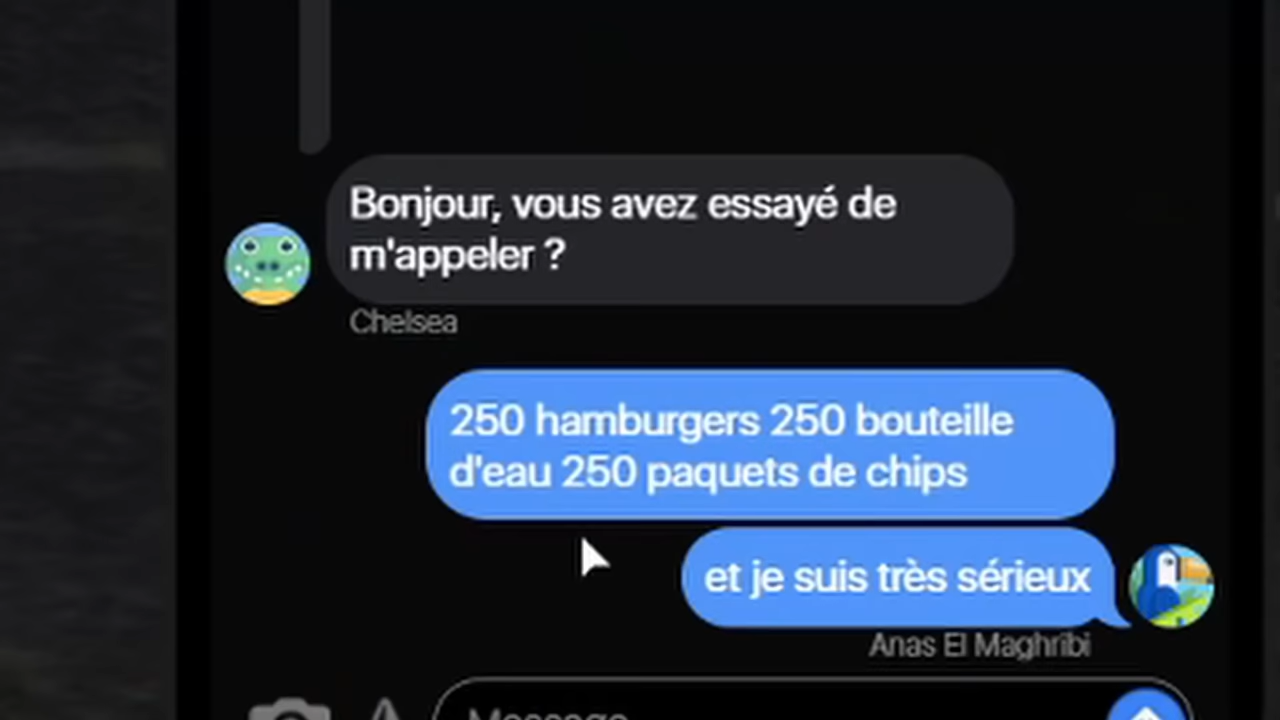 Bonjour, vous avez essayé de
m'appeler ?
Chelsea
250 hamburgers 250 bouteille
d'eau 250 paquets de chips
et je suis très sérieux
Anas El Maghribi
Message